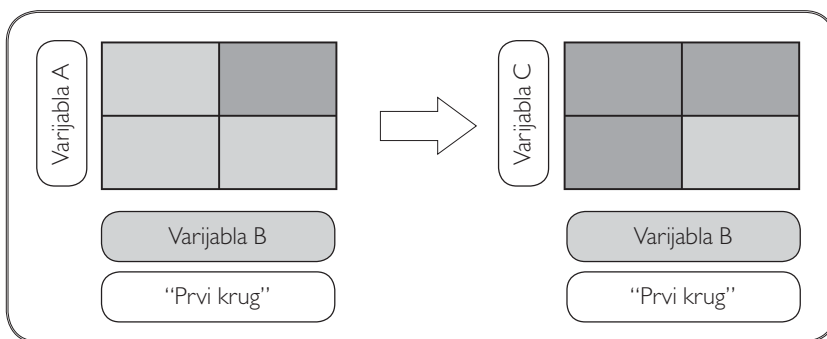 Varijabla A
Varijabla B
“Prvi krug”
Varijabla C
Varijabla B
“Prvi krug”